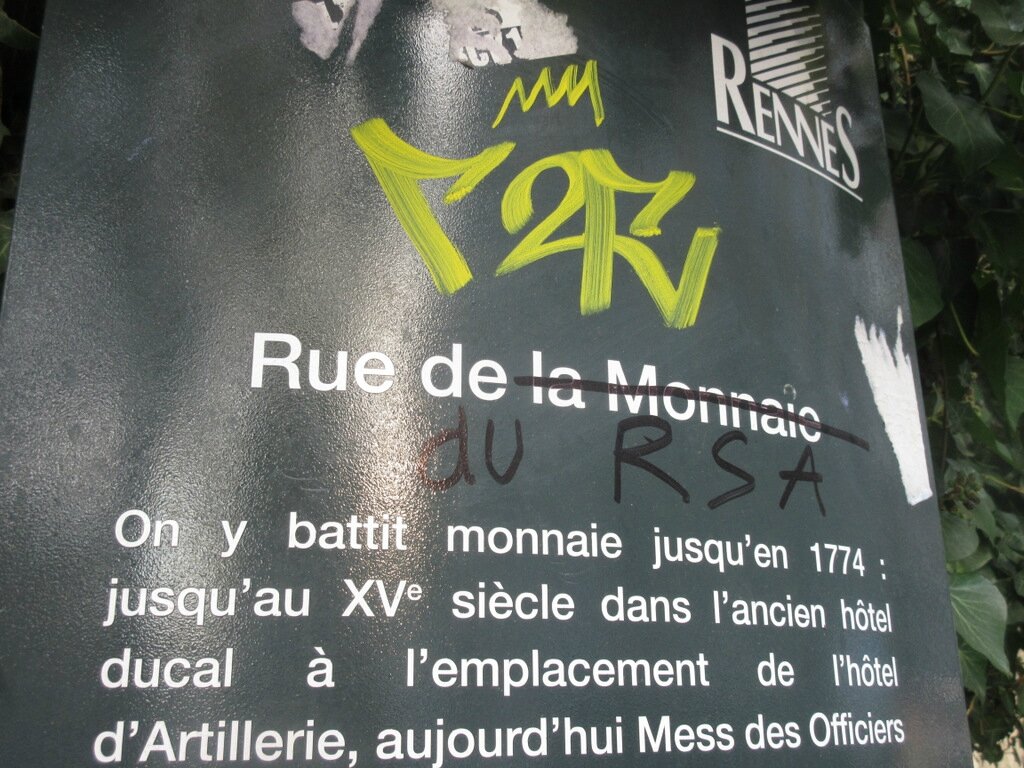 RENNES
Rue de la Monnaie
du RSA
On y battit monnaie jusqu'en 1774 :
jusqu'au XVe siècle dans l'ancien hôtel
ducal à l'emplacement de l'hôtel
d'Artillerie, aujourd'hui Mess des Officiers